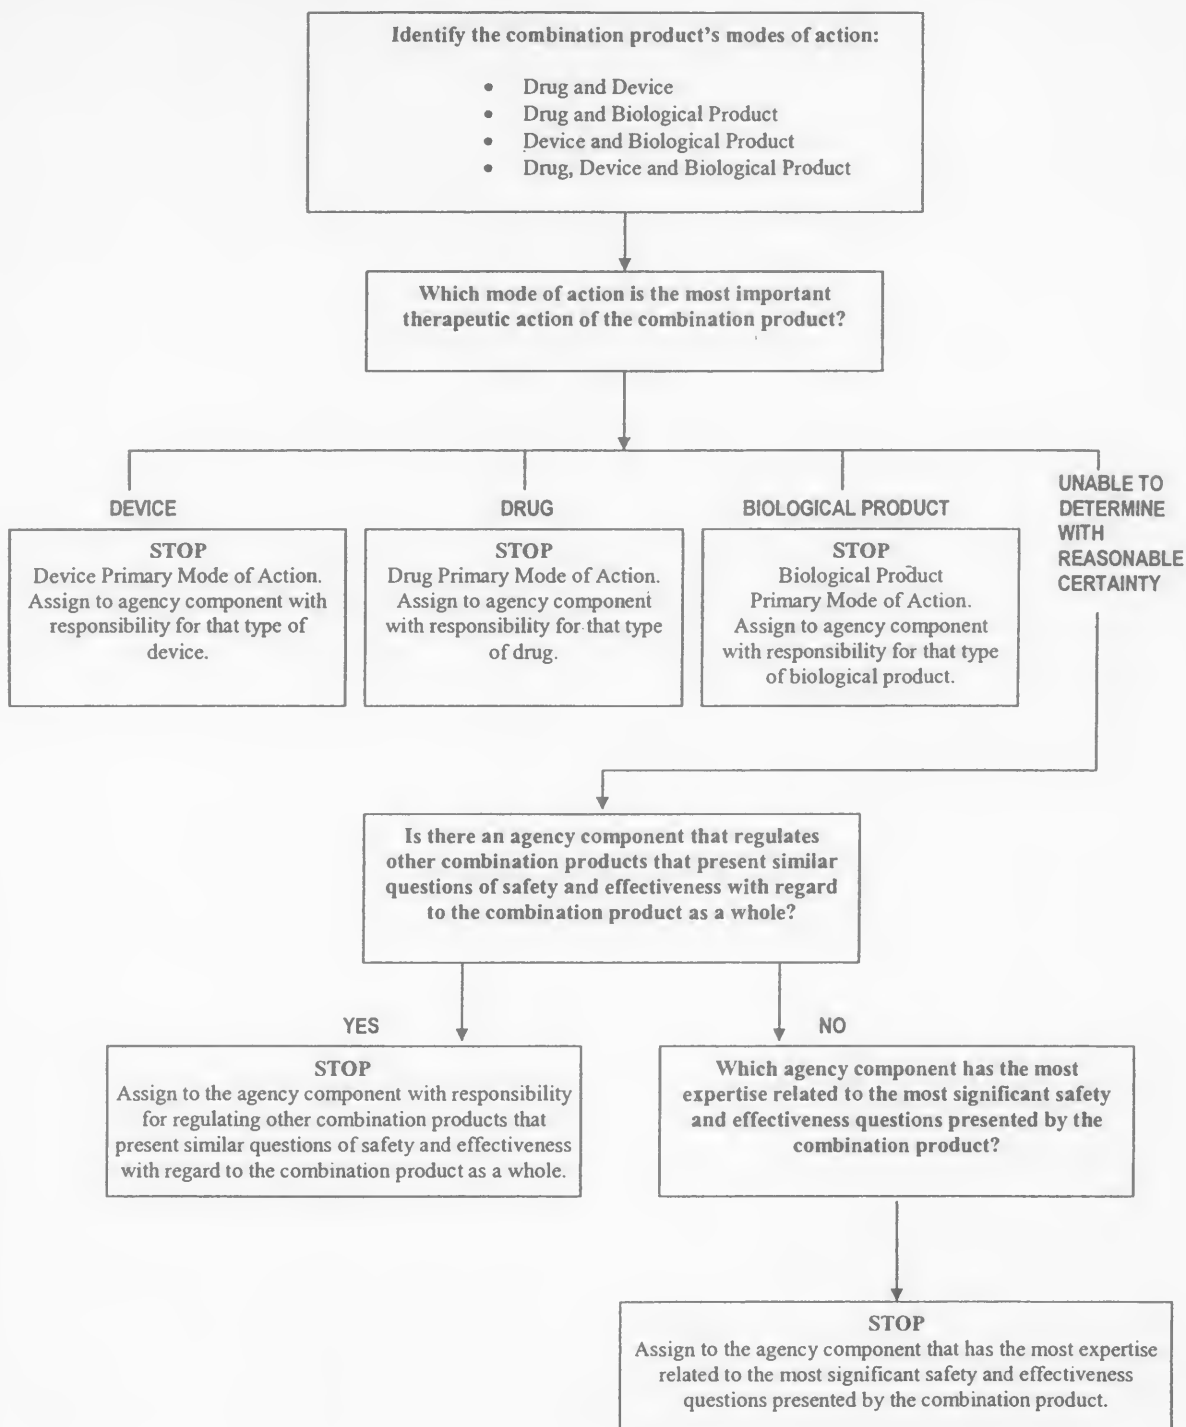 Identify the combination product's modes of action:
• Drug and Device
• Drug and Biological Product
• Device and Biological Product
• Drug, Device and Biological Product
Which mode of action is the most important
therapeutic action of the combination product?
DEVICE
STOP
Device Primary Mode of Action.
Assign to agency component with
responsibility for that type of
device.
DRUG
STOP
Drug Primary Mode of Action.
Assign to agency component
with responsibility for that type
of drug.
BIOLOGICAL PRODUCT
STOP
Biological Product
Primary Mode of Action.
Assign to agency component
with responsibility for that type
of biological product.
UNABLE TO
DETERMINE
WITH
REASONABLE
CERTAINTY
Is there an agency component that regulates
other combination products that present similar
questions of safety and effectiveness with regard
to the combination product as a whole?
YES
STOP
Assign to the agency component with responsibility
for regulating other combination products that
present similar questions of safety and effectiveness
with regard to the combination product as a whole.
NO
Which agency component has the most
expertise related to the most significant safety
and effectiveness questions presented by the
combination product?
STOP
Assign to the agency component that has the most expertise
related to the most significant safety and effectiveness
questions presented by the combination product.